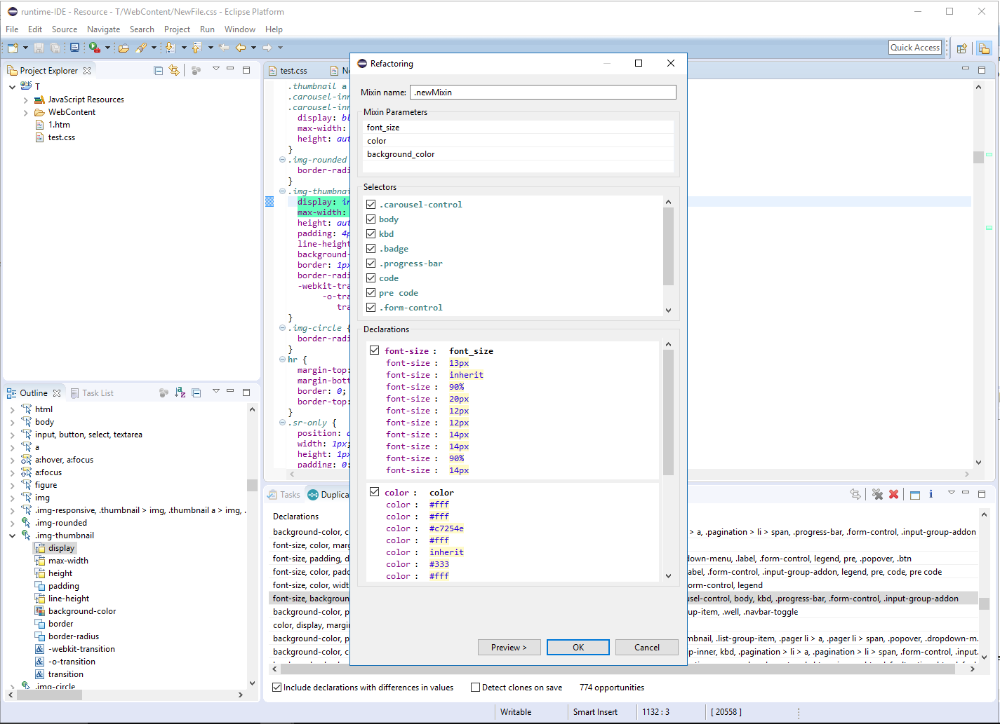 runtime-IDE - Resource - T/WebContent/NewFile.css - Eclipse Platform
File Edit Source Navigate Search Project Run Window Help
Quick Access
Project Explorer
T
JavaScript Resources
WebContent
1.htm
test.css
Outline Task List
html
body
input, button, select, textarea
a
a:hover, a:focus
a:focus
figure
img
.img-responsive, .thumbnail > img, .thumbnail a > img, .
.img-rounded
.img-thumbnail
display
max-width
height
padding
line-height
background-color
border
border-radius
-webkit-transition
-o-transition
transition
.img-circle
test.css
.thumbnail a
.carousel-inn
.carousel-inn
display: bl
max-width:
height: aut
}
.img-rounded
border-radi
}
.img-thumbnai
display: in
max-width:
height: aut
padding: 4p
line-height
background-
border: 1px
border-radi
-webkit-tra
-o-tra
tra
}
.img-circle {
border-radi
}
hr {
margin-top:
margin-bott
border: 0;
border-top:
}
.sr-only {
position: a
width: 1px;
height: 1px
padding: 0;
Refactoring
Mixin name: .newMixin
Mixin Parameters
font_size
color
background_color
Selectors
.carousel-control
body
kbd
.badge
.progress-bar
code
pre code
.form-control
Declarations
font-size : font_size
font-size : 13px
font-size : inherit
font-size : 90%
font-size : 20px
font-size : 12px
font-size : 12px
font-size : 14px
font-size : 14px
font-size : 90%
font-size : 14px
color : color
color : #fff
color : #fff
color : #c7254e
color : #fff
color : inherit
color : #333
color : #fff
Preview > OK Cancel
Tasks Duplica
Declarations
background-color, c > a, .pagination > li > span, .progress-bar, .form-control, .input-group-addon
font-size, color, marg
font-size, padding, d down-menu, .label, .form-control, legend, pre, .popover, .btn
font-size, color, padd label, .form-control, .input-group-addon, legend, pre, code, pre code
font-size, color, widt form-control, legend
font-size, background usel-control, body, kbd, .progress-bar, .form-control, .input-group-addon
background-color, p up-item, .well, .navbar-toggle
color, display, margin
background-color, p mbnail, .list-group-item, .pager li > a, .pager li > span, .popover, .dropdown-m...
background-color, c p-inner, kbd, .pagination > li > a, .pagination > li > span, .form-control, .input...
Include declarations with differences in values Detect clones on save 774 opportunities
Writable Smart Insert 1132 : 3 [ 20558 ]